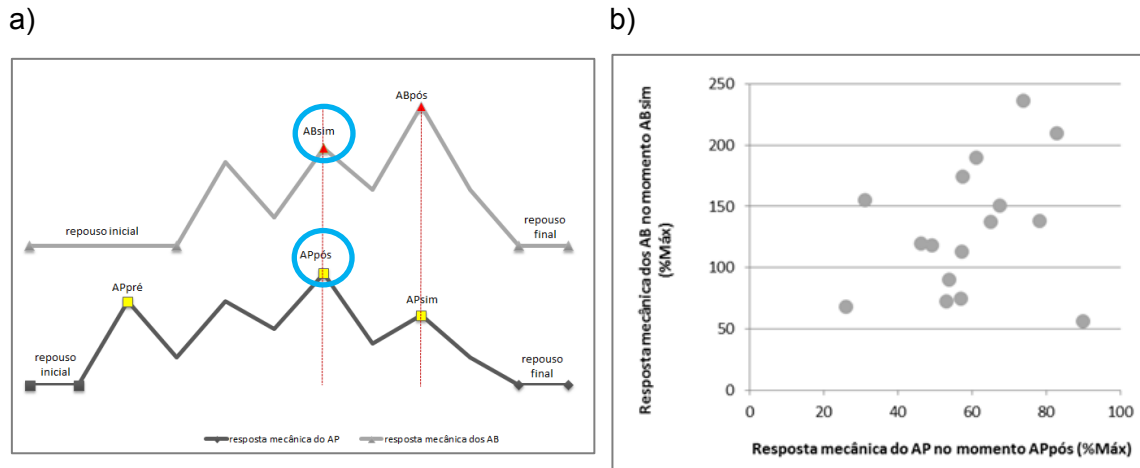 a)
b)
ABpós
ABsim
repouso inicial
repouso
final
APpós
APpré
APsim
repouso
inicial
repouso
final
resposta mecânica do AP
resposta mecânica dos AB
Resposta mecânica dos AB no momento ABsim
(%Máx)
250
200
150
100
50
0
0
20
40
60
80
100
Resposta mecânica do AP no momento APpós (%Máx)